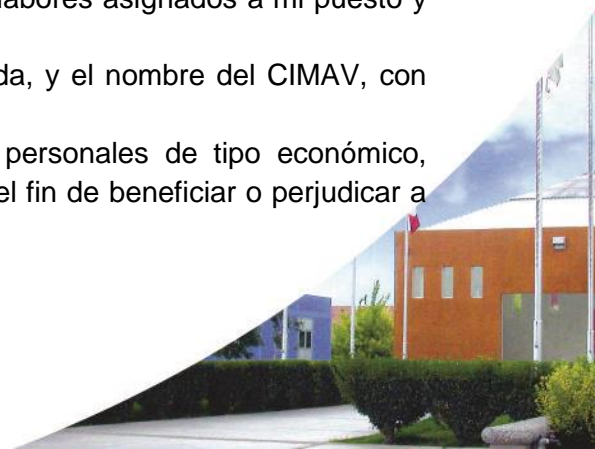 labores asignados a mi puesto y
da, y el nombre del CIMAV, con
personales de tipo económico,
el fin de beneficiar o perjudicar a